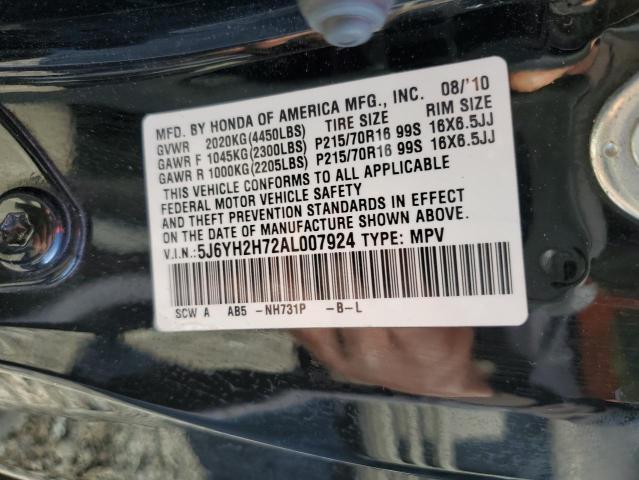 MFD. BY HONDA OF AMERICA MFG., INC. 08/'10
GVWR 2020KG(4450LBS) TIRE SIZE RIM SIZE
GAWR F 1045KG(2300LBS) P215/70R16 99S 16X6.5JJ
GAWR R 1000KG(2205LBS) P215/70R16 99S 16X6.5JJ
THIS VEHICLE CONFORMS TO ALL APPLICABLE
FEDERAL MOTOR VEHICLE SAFETY
AND THEFT PREVENTION STANDARDS IN EFFECT
ON THE DATE OF MANUFACTURE SHOWN ABOVE.
V.I.N.: 5J6YH2H72AL007924 TYPE: MPV
SCW A AB5 -NH731P -B-L